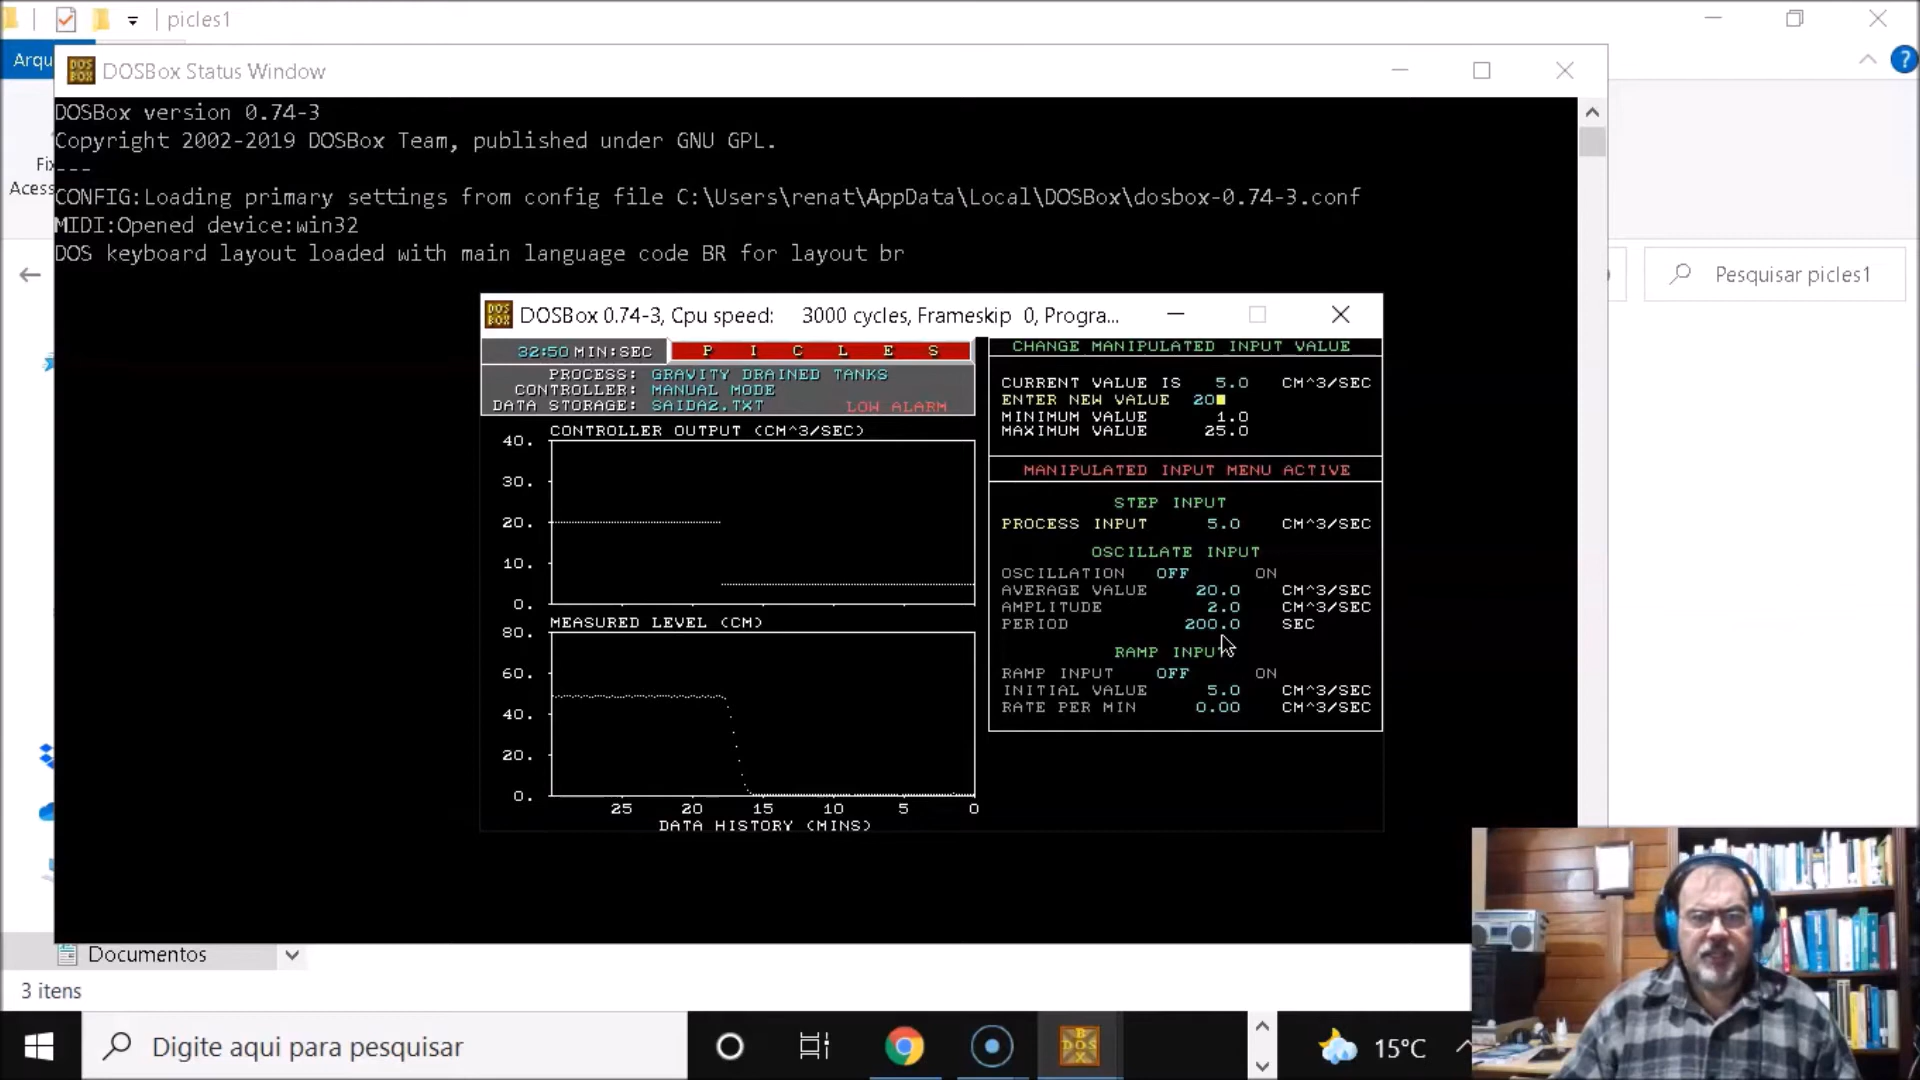 picles1
Arqu
?
DOSBox Status Window
DOSBox version 0.74-3
Copyright 2002-2019 DOSBox Team, published under GNU GPL.
---
CONFIG:Loading primary settings from config file C:\Users\renat\AppData\Local\DOSBox\dosbox-0.74-3.conf
MIDI:Opened device:win32
DOS keyboard layout loaded with main language code BR for layout br
Fix
Acess
Pesquisar picles1
DOSBox 0.74-3, Cpu speed: 3000 cycles, Frameskip 0, Progra...
32:50 MIN:SEC P I C L E S
PROCESS: GRAVITY DRAINED TANKS
CONTROLLER: MANUAL MODE
DATA STORAGE: SAIDA2.TXT LOW ALARM
CONTROLLER OUTPUT (CM^3/SEC)
40.
30.
20.
10.
0.
MEASURED LEVEL (CM)
80.
60.
40.
20.
0.
25 20 15 10 5 0
DATA HISTORY (MINS)
CHANGE MANIPULATED INPUT VALUE
CURRENT VALUE IS 5.0 CM^3/SEC
ENTER NEW VALUE 20
MINIMUM VALUE 1.0
MAXIMUM VALUE 25.0
MANIPULATED INPUT MENU ACTIVE
STEP INPUT
PROCESS INPUT 5.0 CM^3/SEC
OSCILLATE INPUT
OSCILLATION OFF ON
AVERAGE VALUE 20.0 CM^3/SEC
AMPLITUDE 2.0 CM^3/SEC
PERIOD 200.0 SEC
RAMP INPUT
RAMP INPUT OFF ON
INITIAL VALUE 5.0 CM^3/SEC
RATE PER MIN 0.00 CM^3/SEC
Documentos
3 itens
Digite aqui para pesquisar
15°C